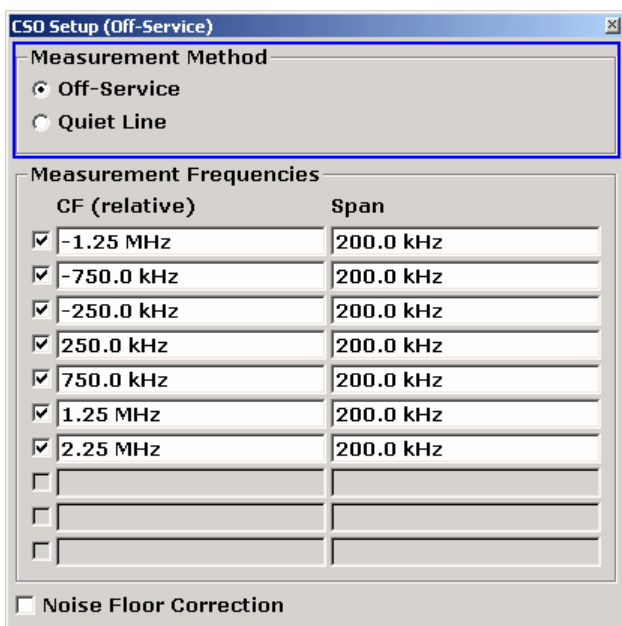 CSO Setup (Off-Service)
Measurement Method
Off-Service
Quiet Line
Measurement Frequencies
CF (relative) Span
-1.25 MHz 200.0 kHz
-750.0 kHz 200.0 kHz
-250.0 kHz 200.0 kHz
250.0 kHz 200.0 kHz
750.0 kHz 200.0 kHz
1.25 MHz 200.0 kHz
2.25 MHz 200.0 kHz
Noise Floor Correction